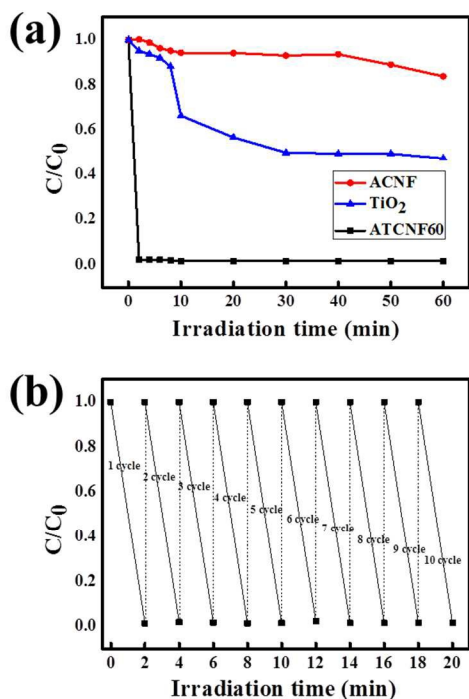 (a)
1.0
0.8
0.6
0.4
0.2
0.0
C/C0
ACNF
TiO2
ATCNF60
0 10 20 30 40 50 60
Irradiation time (min)
(b)
1.0
0.8
0.6
0.4
0.2
0.0
C/C0
1 cycle
2 cycle
3 cycle
4 cycle
5 cycle
6 cycle
7 cycle
8 cycle
9 cycle
10 cycle
0 2 4 6 8 10 12 14 16 18 20
Irradiation time (min)